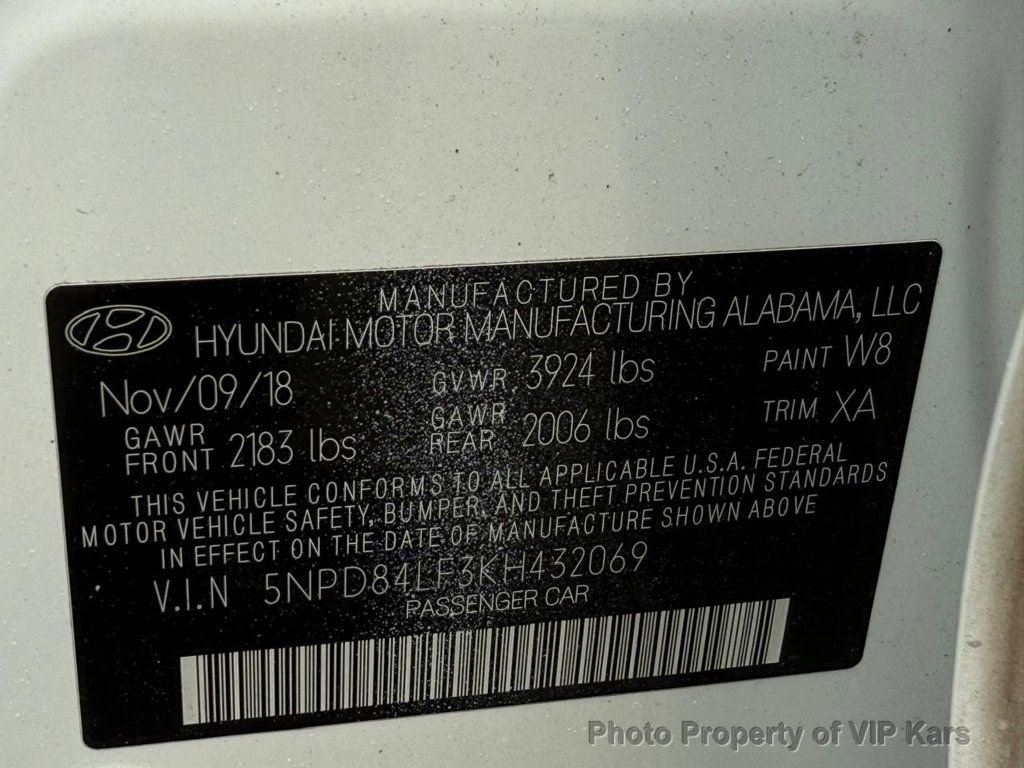 MANUFACTURED BY
HYUNDAI MOTOR MANUFACTURING ALABAMA, LLC
Nov/09/18 GVWR 3924 lbs PAINT W8
GAWR FRONT 2183 lbs GAWR REAR 2006 lbs TRIM XA
THIS VEHICLE CONFORMS TO ALL APPLICABLE U.S.A. FEDERAL
MOTOR VEHICLE SAFETY, BUMPER, AND THEFT PREVENTION STANDARDS
IN EFFECT ON THE DATE OF MANUFACTURE SHOWN ABOVE
V.I.N 5NPD84LF3KH432069
PASSENGER CAR
Photo Property of VIP Kars